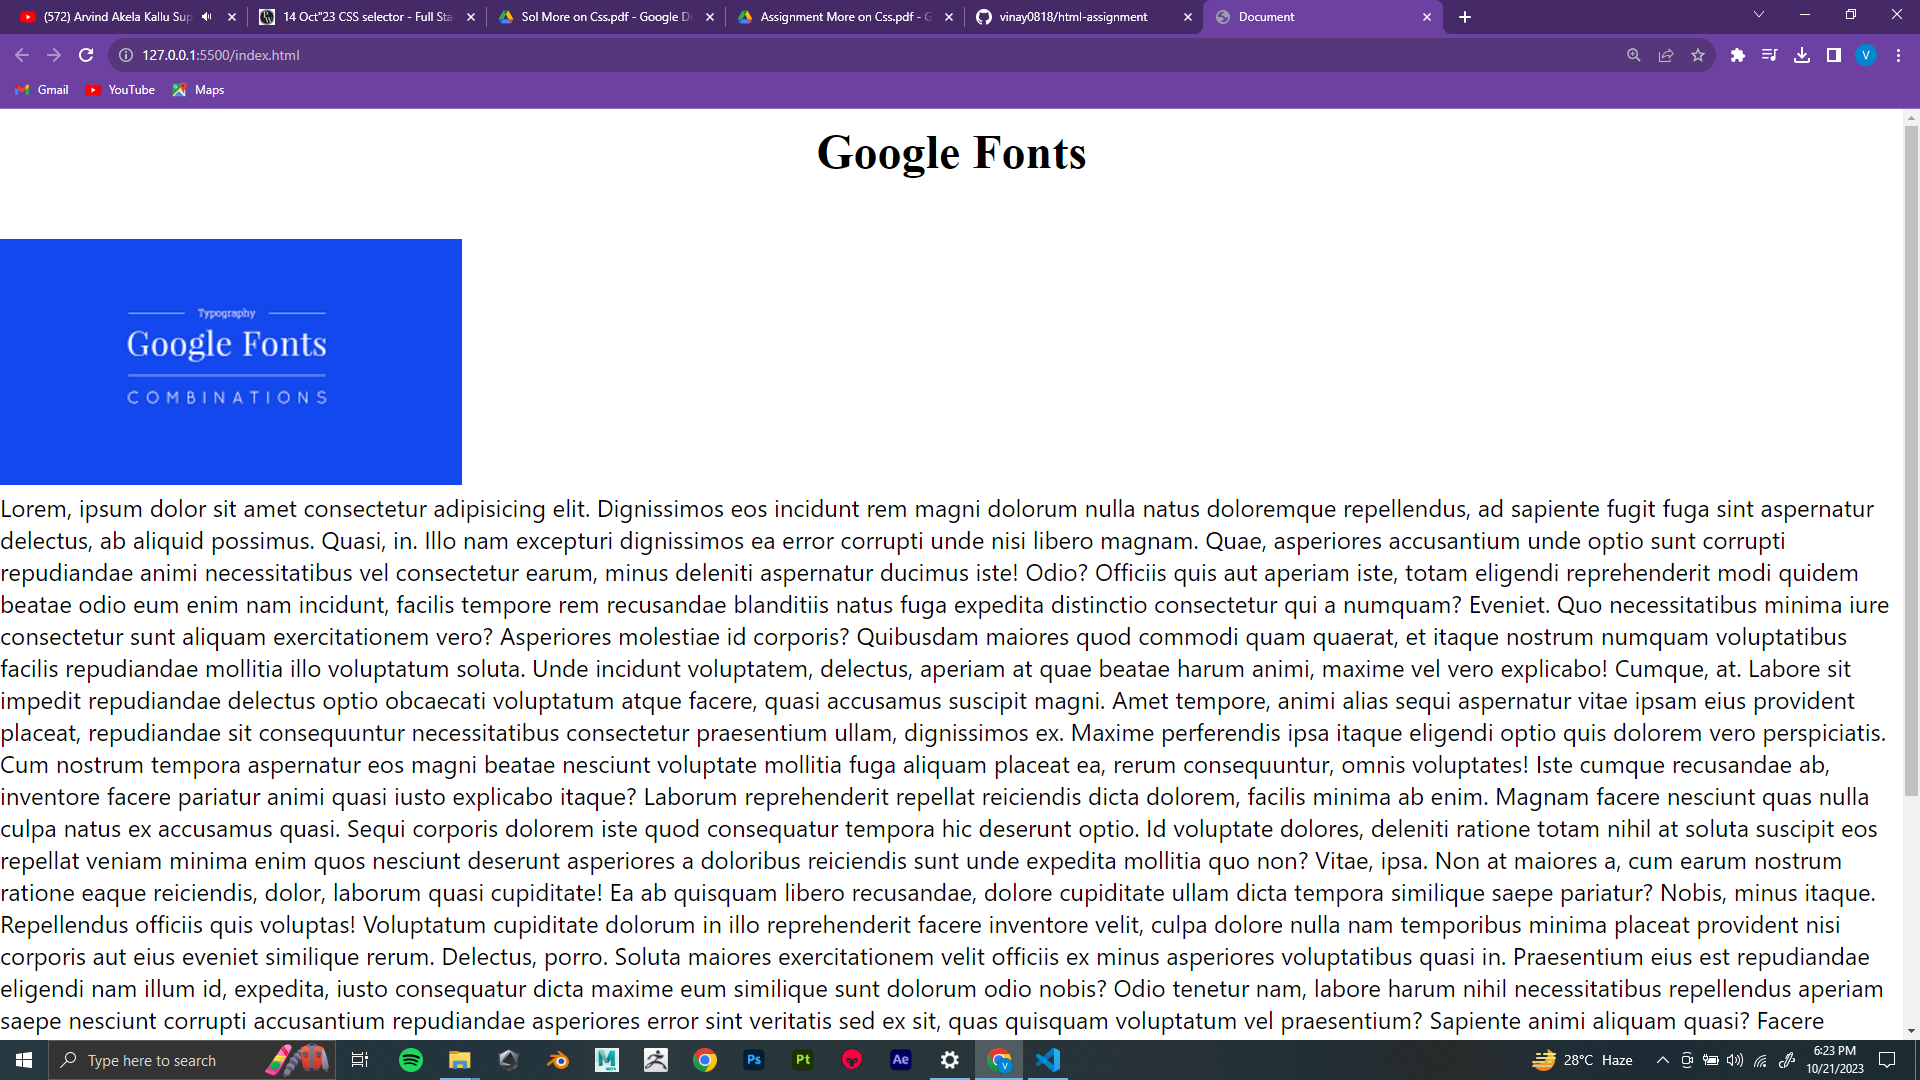 (572) Arvind Akela Kallu Sup
14 Oct"23 CSS selector - Full Sta
Sol More on Css.pdf - Google D
Assignment More on Css.pdf - G
vinay0818/html-assignment
Document
127.0.0.1:5500/index.html
V
Gmail
YouTube
Maps
Google Fonts
Typography
Google Fonts
COMBINATIONS
Lorem, ipsum dolor sit amet consectetur adipisicing elit. Dignissimos eos incidunt rem magni dolorum nulla natus doloremque repellendus, ad sapiente fugit fuga sint aspernatur
delectus, ab aliquid possimus. Quasi, in. Illo nam excepturi dignissimos ea error corrupti unde nisi libero magnam. Quae, asperiores accusantium unde optio sunt corrupti
repudiandae animi necessitatibus vel consectetur earum, minus deleniti aspernatur ducimus iste! Odio? Officiis quis aut aperiam iste, totam eligendi reprehenderit modi quidem
beatae odio eum enim nam incidunt, facilis tempore rem recusandae blanditiis natus fuga expedita distinctio consectetur qui a numquam? Eveniet. Quo necessitatibus minima iure
consectetur sunt aliquam exercitationem vero? Asperiores molestiae id corporis? Quibusdam maiores quod commodi quam quaerat, et itaque nostrum numquam voluptatibus
facilis repudiandae mollitia illo voluptatum soluta. Unde incidunt voluptatem, delectus, aperiam at quae beatae harum animi, maxime vel vero explicabo! Cumque, at. Labore sit
impedit repudiandae delectus optio obcaecati voluptatum atque facere, quasi accusamus suscipit magni. Amet tempore, animi alias sequi aspernatur vitae ipsam eius provident
placeat, repudiandae sit consequuntur necessitatibus consectetur praesentium ullam, dignissimos ex. Maxime perferendis ipsa itaque eligendi optio quis dolorem vero perspiciatis.
Cum nostrum tempora aspernatur eos magni beatae nesciunt voluptate mollitia fuga aliquam placeat ea, rerum consequuntur, omnis voluptates! Iste cumque recusandae ab,
inventore facere pariatur animi quasi iusto explicabo itaque? Laborum reprehenderit repellat reiciendis dicta dolorem, facilis minima ab enim. Magnam facere nesciunt quas nulla
culpa natus ex accusamus quasi. Sequi corporis dolorem iste quod consequatur tempora hic deserunt optio. Id voluptate dolores, deleniti ratione totam nihil at soluta suscipit eos
repellat veniam minima enim quos nesciunt deserunt asperiores a doloribus reiciendis sunt unde expedita mollitia quo non? Vitae, ipsa. Non at maiores a, cum earum nostrum
ratione eaque reiciendis, dolor, laborum quasi cupiditate! Ea ab quisquam libero recusandae, dolore cupiditate ullam dicta tempora similique saepe pariatur? Nobis, minus itaque.
Repellendus officiis quis voluptas! Voluptatum cupiditate dolorum in illo reprehenderit facere inventore velit, culpa dolore nulla nam temporibus minima placeat provident nisi
corporis aut eius eveniet similique rerum. Delectus, porro. Soluta maiores exercitationem velit officiis ex minus asperiores voluptatibus quasi in. Praesentium eius est repudiandae
eligendi nam illum id, expedita, iusto consequatur dicta maxime eum similique sunt dolorum odio nobis? Odio tenetur nam, labore harum nihil necessitatibus repellendus aperiam
saepe nesciunt corrupti accusantium repudiandae asperiores error sint veritatis sed ex sit, quas quisquam voluptatum vel praesentium? Sapiente animi aliquam quasi? Facere
Type here to search
M
Ps
Pt
Ae
V
28°C Haze
6:23 PM
10/21/2023